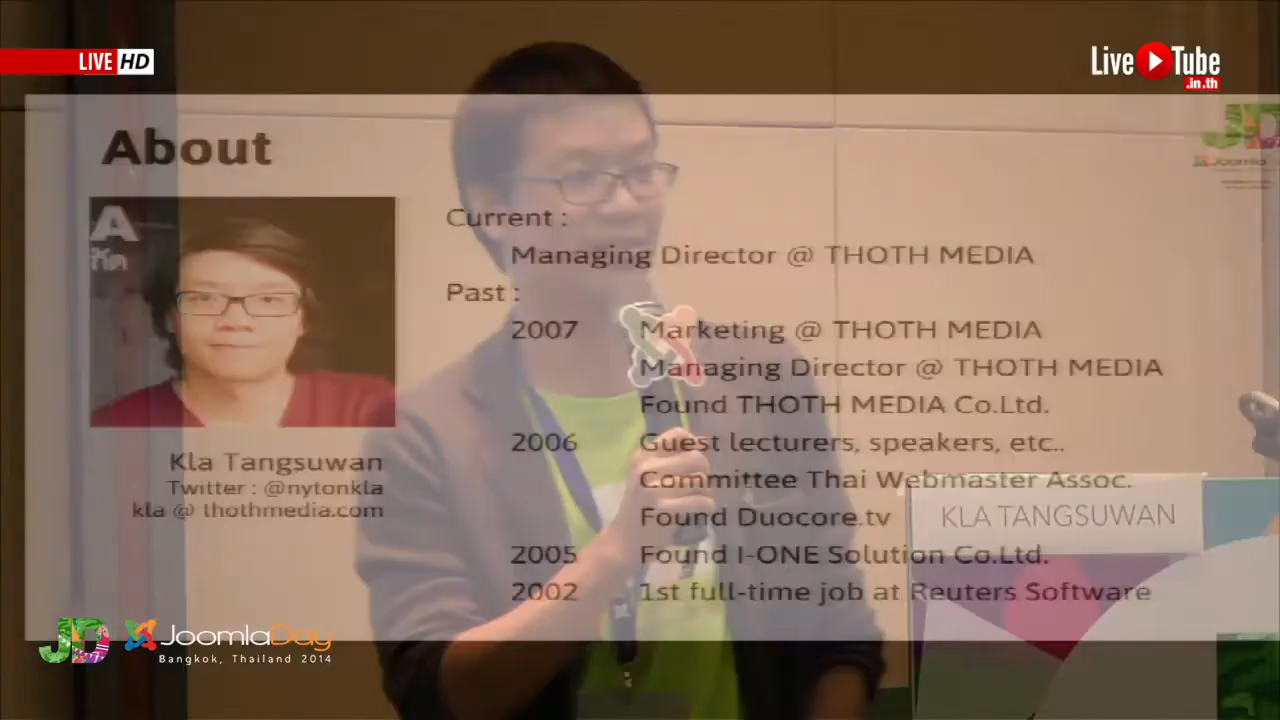 LIVE HD
Live Tube
.in.th
About
Current :
Managing Director @ THOTH MEDIA
Past :
2007 Marketing @ THOTH MEDIA
Managing Director @ THOTH MEDIA
Found THOTH MEDIA Co.Ltd.
2006 Guest lecturers, speakers, etc..
Committee Thai Webmaster Assoc.
Found Duocore.tv
2005 Found I-ONE Solution Co.Ltd.
2002 1st full-time job at Reuters Software
Kla Tangsuwan
Twitter : @nytonkla
kla @ thothmedia.com
KLA TANGSUWAN
JD
Joomla
JD JoomlaDay
Bangkok, Thailand 2014